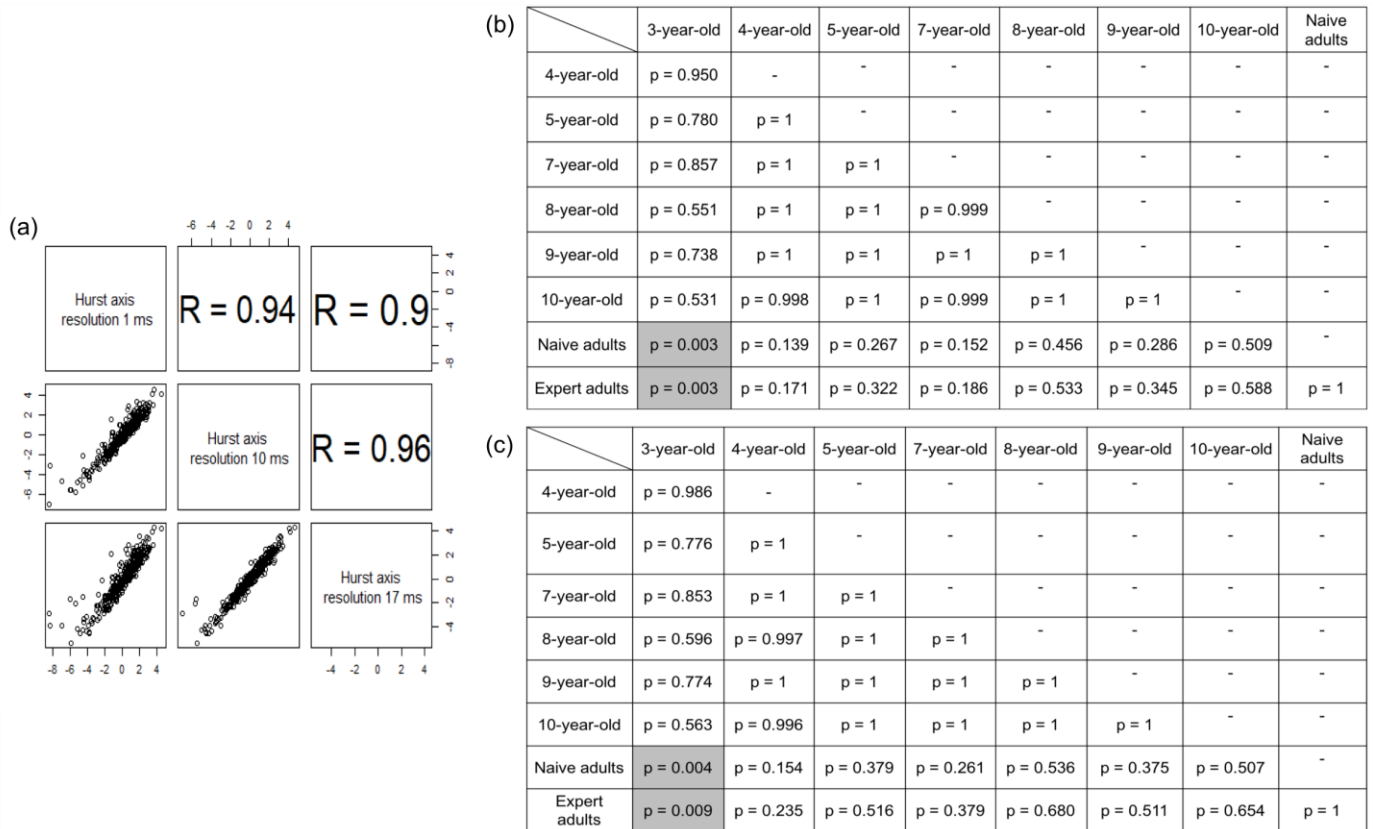 (a)
-6 -4 -2 0 2 4
Hurst axis
resolution 1 ms
R = 0.94
R = 0.9
4
2
0
-4
-8
4
2
0
-2
-4
-6
Hurst axis
resolution 10 ms
R = 0.96
Hurst axis
resolution 17 ms
4
2
0
-2
-4
-8 -6 -4 -2 0 2 4
-4 -2 0 2 4
(b)
3-year-old 4-year-old 5-year-old 7-year-old 8-year-old 9-year-old 10-year-old Naive
adults
4-year-old p = 0.950 - - - - - - -
5-year-old p = 0.780 p = 1 - - - - - -
7-year-old p = 0.857 p = 1 p = 1 - - - - -
8-year-old p = 0.551 p = 1 p = 1 p = 0.999 - - - -
9-year-old p = 0.738 p = 1 p = 1 p = 1 p = 1 - - -
10-year-old p = 0.531 p = 0.998 p = 1 p = 0.999 p = 1 p = 1 - -
Naive adults p = 0.003 p = 0.139 p = 0.267 p = 0.152 p = 0.456 p = 0.286 p = 0.509 -
Expert adults p = 0.003 p = 0.171 p = 0.322 p = 0.186 p = 0.533 p = 0.345 p = 0.588 p = 1
(c)
3-year-old 4-year-old 5-year-old 7-year-old 8-year-old 9-year-old 10-year-old Naive
adults
4-year-old p = 0.986 - - - - - - -
5-year-old p = 0.776 p = 1 - - - - - -
7-year-old p = 0.853 p = 1 p = 1 - - - - -
8-year-old p = 0.596 p = 0.997 p = 1 p = 1 - - - -
9-year-old p = 0.774 p = 1 p = 1 p = 1 p = 1 - - -
10-year-old p = 0.563 p = 0.996 p = 1 p = 1 p = 1 p = 1 - -
Naive adults p = 0.004 p = 0.154 p = 0.379 p = 0.261 p = 0.536 p = 0.375 p = 0.507 -
Expert
adults p = 0.009 p = 0.235 p = 0.516 p = 0.379 p = 0.680 p = 0.511 p = 0.654 p = 1